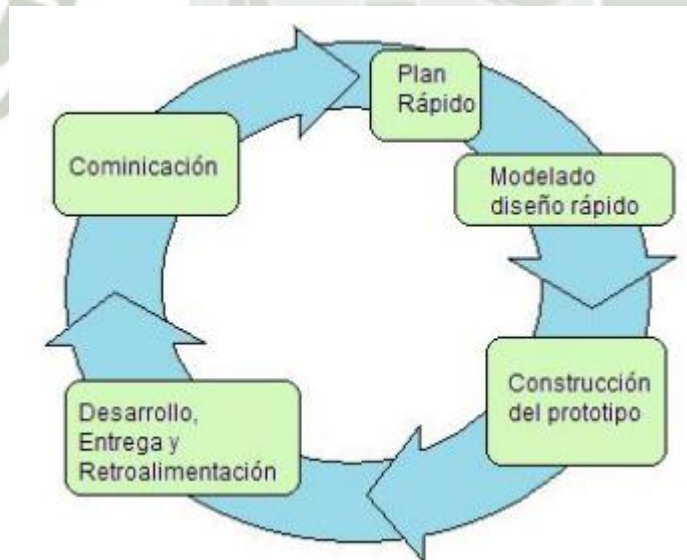 Plan
Rápido
Cominicación
Modelado
diseño rápido
Construcción
del prototipo
Desarrollo,
Entrega y
Retroalimentación